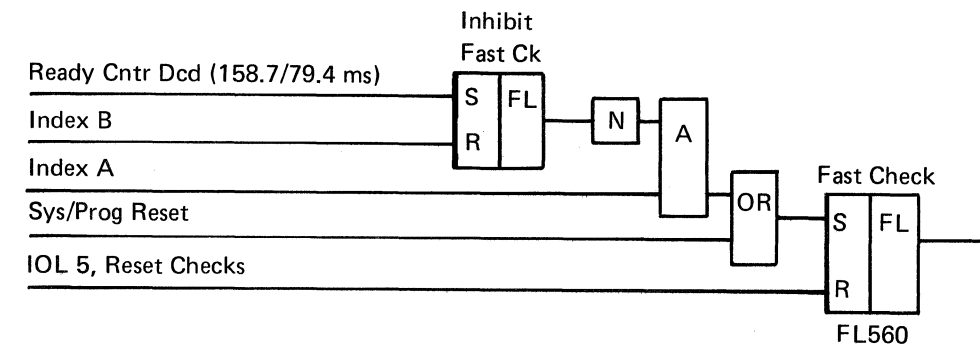 Inhibit
Fast Ck
Ready Cntr Dcd (158.7/79.4 ms)
S
FL
N
A
Index B
R
Index A
Fast Check
OR
Sys/Prog Reset
S
FL
IOL 5, Reset Checks
R
FL560